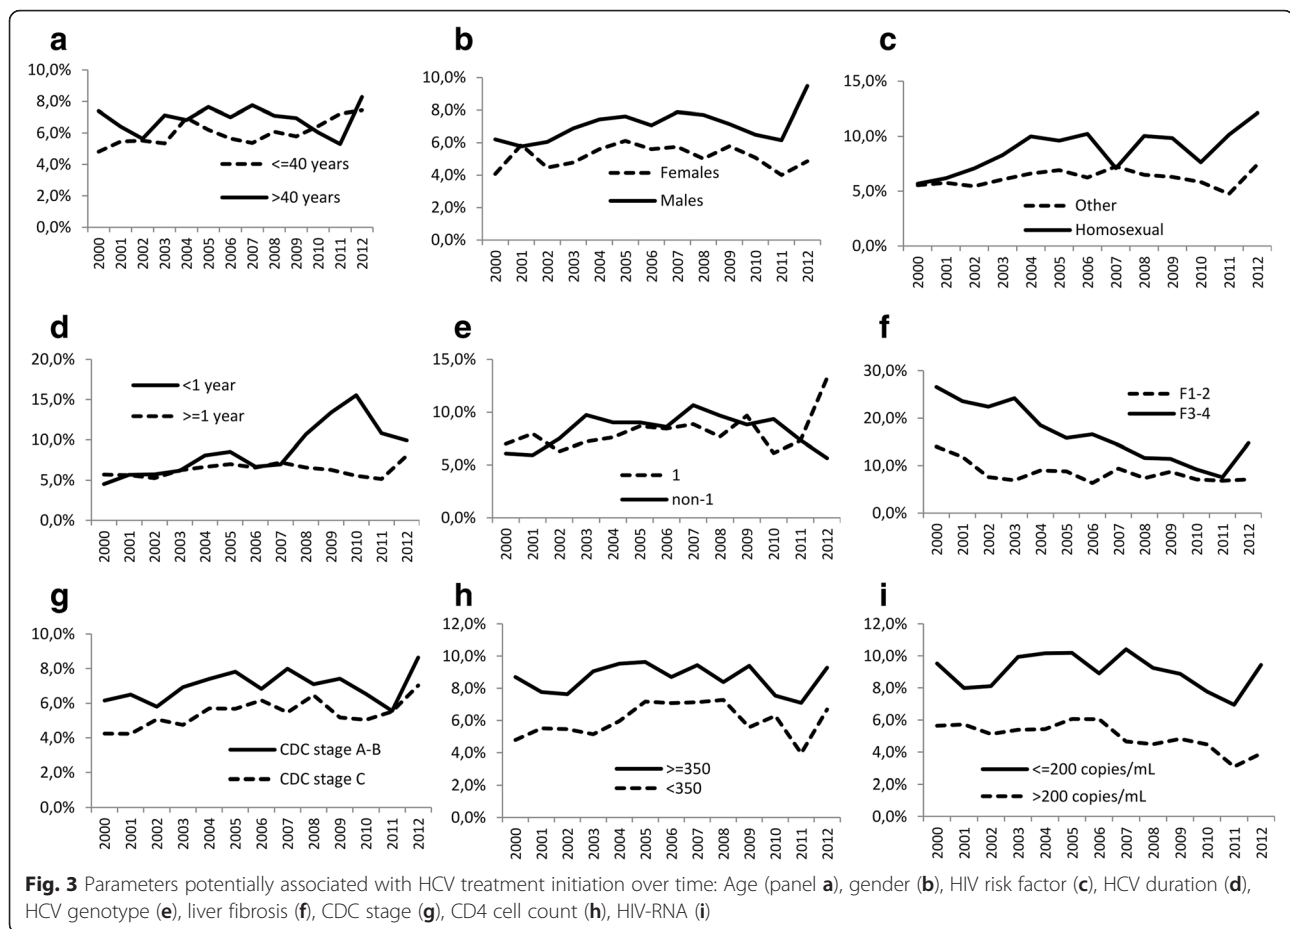 a
10,0%
8,0%
6,0%
4,0%
2,0%
0,0%
<=40 years
>40 years
2000 2001 2002 2003 2004 2005 2006 2007 2008 2009 2010 2011 2012
b
10,0%
8,0%
6,0%
4,0%
2,0%
0,0%
Females
Males
2000 2001 2002 2003 2004 2005 2006 2007 2008 2009 2010 2011 2012
c
15,0%
10,0%
5,0%
0,0%
Other
Homosexual
2000 2001 2002 2003 2004 2005 2006 2007 2008 2009 2010 2011 2012
d
20,0%
15,0%
10,0%
5,0%
0,0%
<1 year
>=1 year
2000 2001 2002 2003 2004 2005 2006 2007 2008 2009 2010 2011 2012
e
15,0%
10,0%
5,0%
0,0%
1
non-1
2000 2001 2002 2003 2004 2005 2006 2007 2008 2009 2010 2011 2012
f
30,0%
20,0%
10,0%
0,0%
F1-2
F3-4
2000 2001 2002 2003 2004 2005 2006 2007 2008 2009 2010 2011 2012
g
10,0%
8,0%
6,0%
4,0%
2,0%
0,0%
CDC stage A-B
CDC stage C
2000 2001 2002 2003 2004 2005 2006 2007 2008 2009 2010 2011 2012
h
12,0%
10,0%
8,0%
6,0%
4,0%
2,0%
0,0%
>=350
<350
2000 2001 2002 2003 2004 2005 2006 2007 2008 2009 2010 2011 2012
i
12,0%
10,0%
8,0%
6,0%
4,0%
2,0%
0,0%
<=200 copies/mL
>200 copies/mL
2000 2001 2002 2003 2004 2005 2006 2007 2008 2009 2010 2011 2012
Fig. 3 Parameters potentially associated with HCV treatment initiation over time: Age (panel a), gender (b), HIV risk factor (c), HCV duration (d),
HCV genotype (e), liver fibrosis (f), CDC stage (g), CD4 cell count (h), HIV-RNA (i)